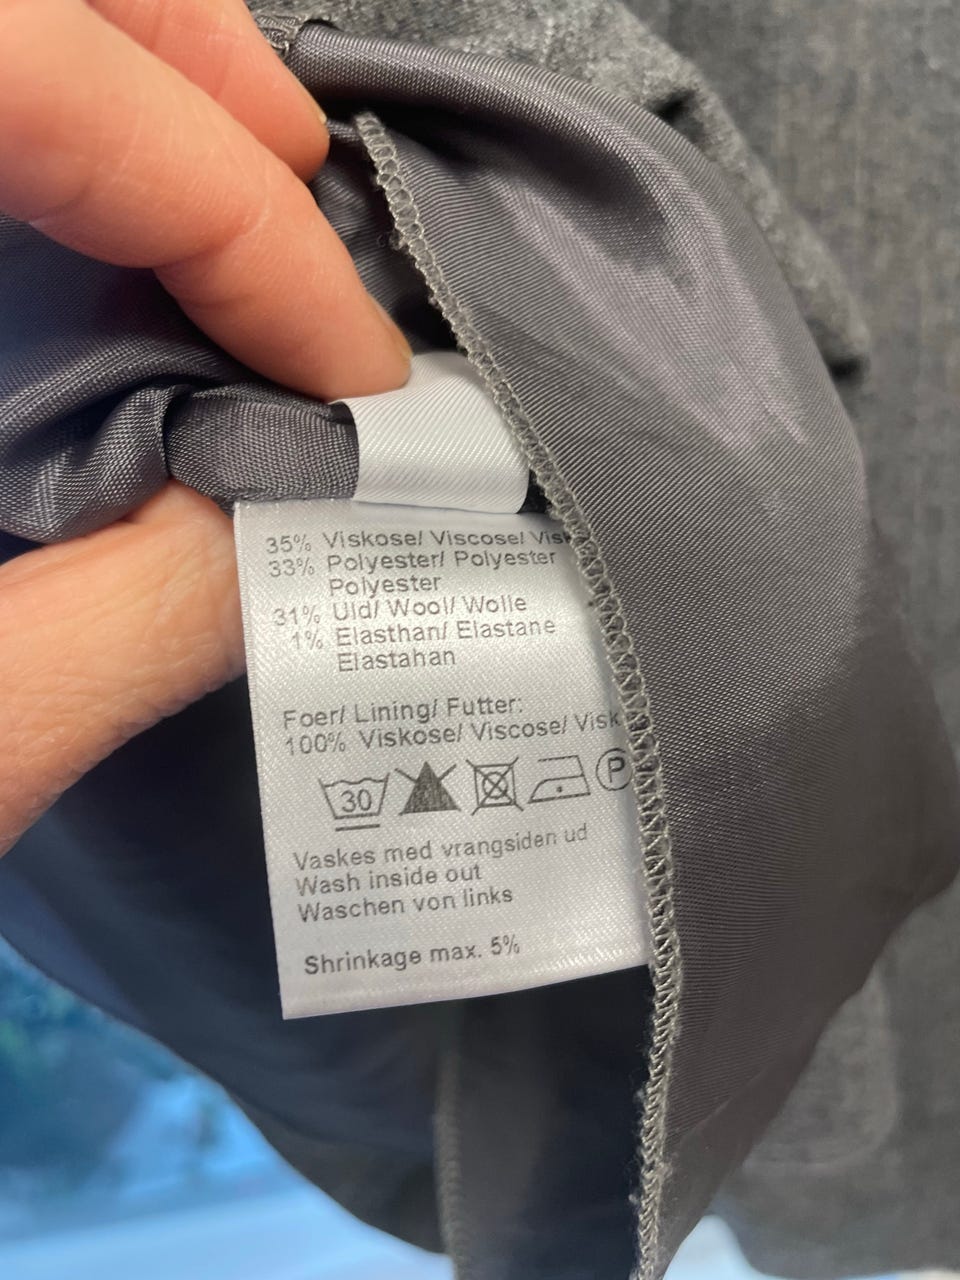 35% Viskose/ Viscose/
33% Polyester/ Polyester
Polyester
31% Uld/ Wool/ Wolle
1% Elasthan/ Elastane
Elastahan
Foer/ Lining/ Futter:
100% Viskose/ Viscose/
30 P
Vaskes med vrangsiden ud
Wash inside out
Waschen von links
Shrinkage max. 5%